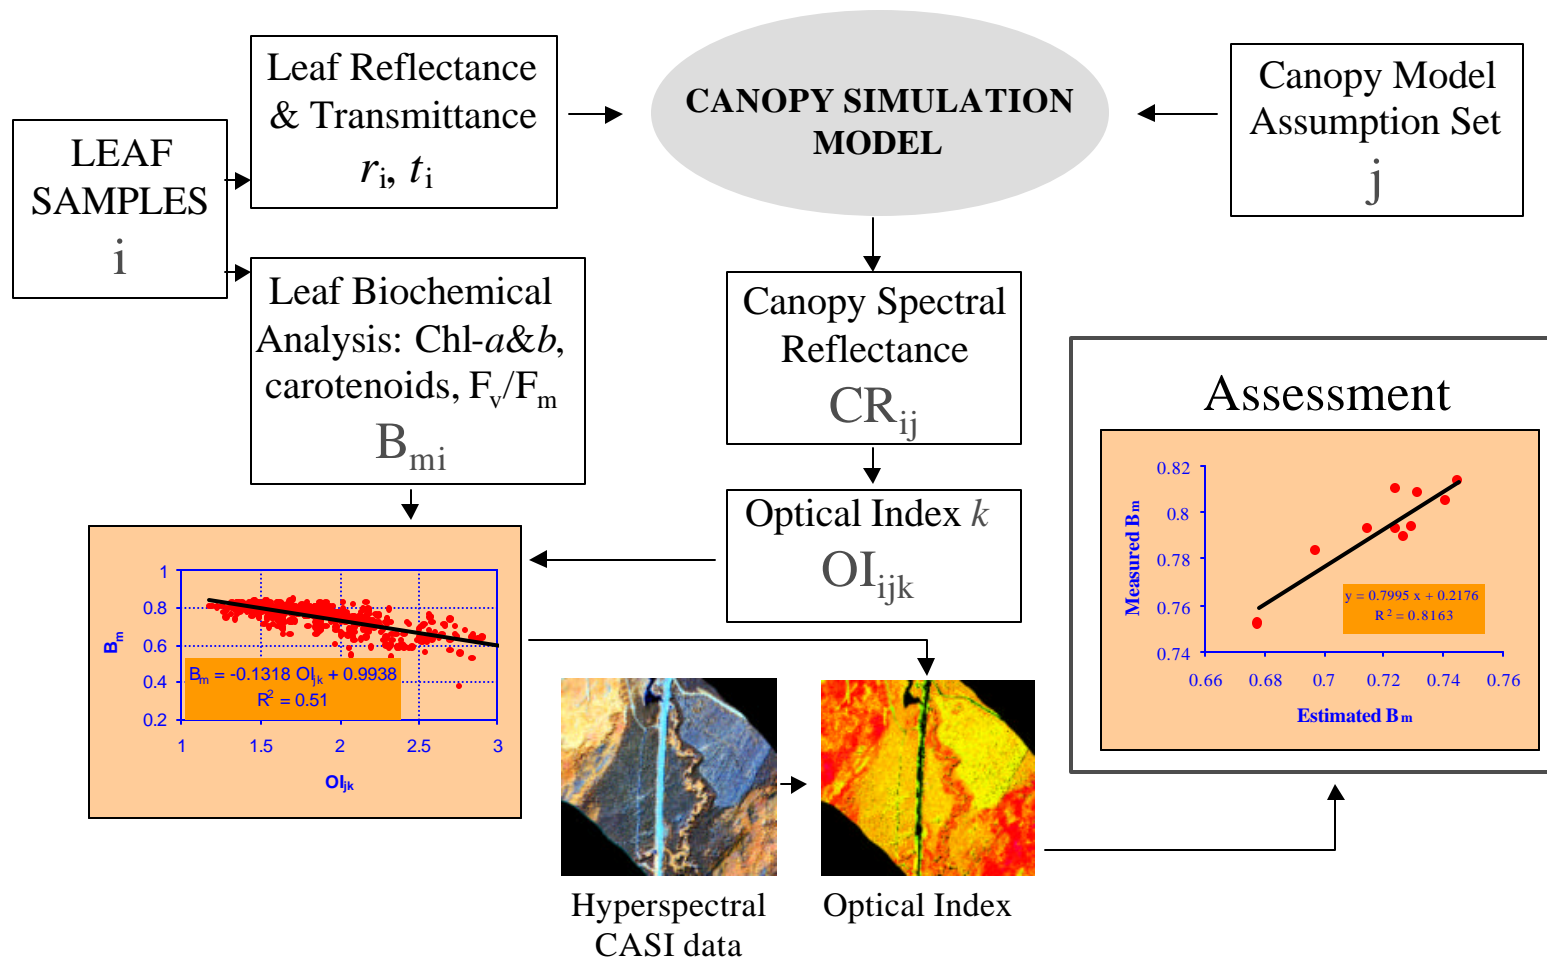 LEAF
SAMPLES
i
Leaf Reflectance
& Transmittance
ri, ti
CANOPY SIMULATION
MODEL
Canopy Model
Assumption Set
j
Leaf Biochemical
Analysis: Chl-a&b,
carotenoids, Fv/Fm
Bmi
Canopy Spectral
Reflectance
CRij
Optical Index k
OIijk
1
0.8
0.6
0.4
0.2
Bm
Bm = -0.1318 OIjk + 0.9938
R2 = 0.51
1 1.5 2 2.5 3
OIjk
Hyperspectral
CASI data
Optical Index
Assessment
0.82
0.8
0.78
0.76
0.74
Measured Bm
y = 0.7995 x + 0.2176
R2 = 0.8163
0.66 0.68 0.7 0.72 0.74 0.76
Estimated Bm